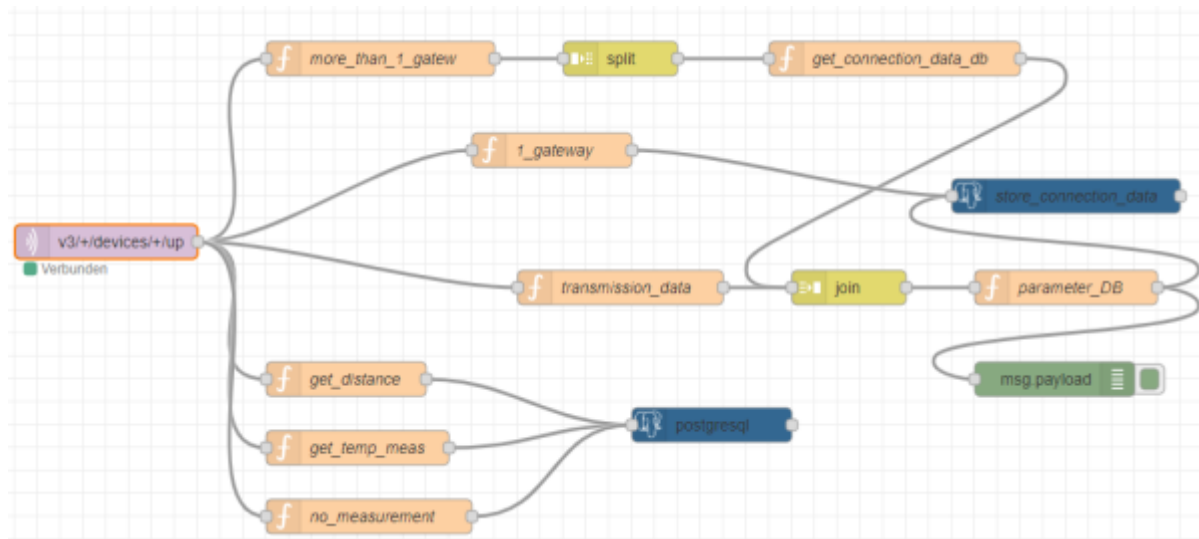 more_than_1_gatew
split
get_connection_data_db
1_gateway
store_connection_data
v3/+/devices/+/up
Verbunden
transmission_data
join
parameter_DB
get_distance
msg.payload
postgresql
get_temp_meas
no_measurement